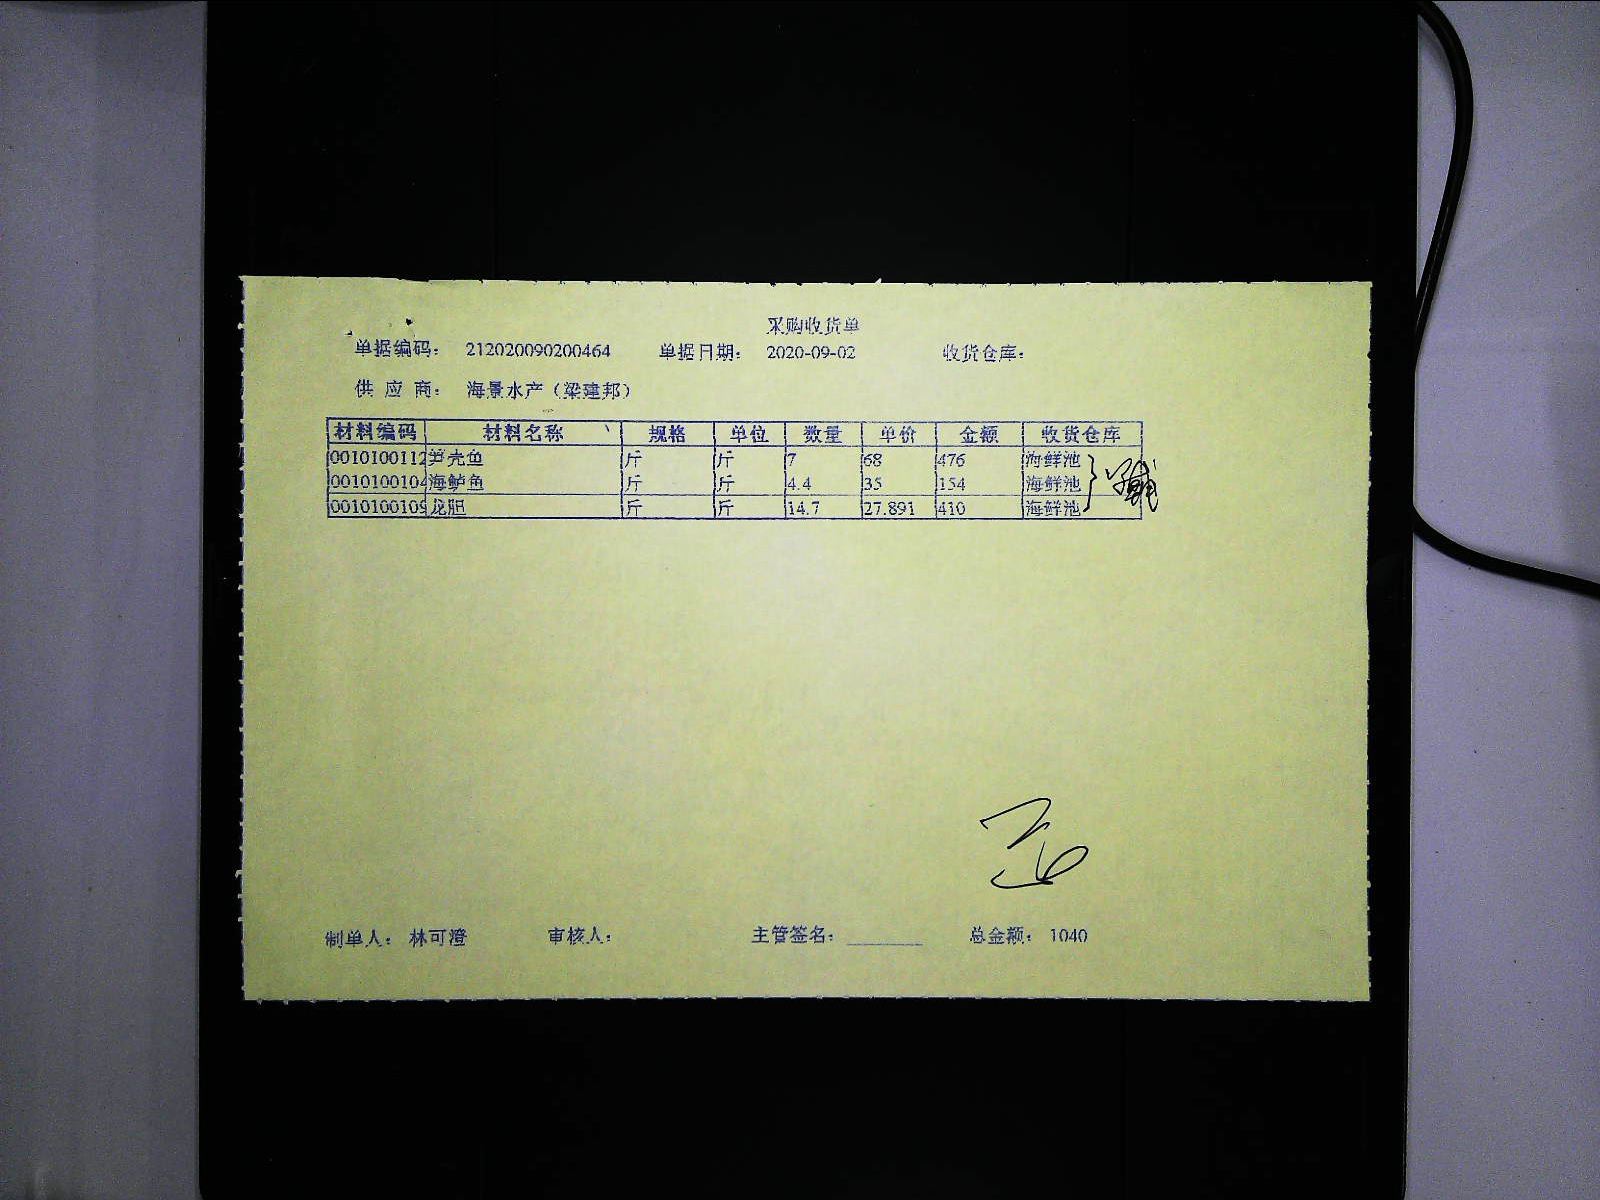 采购收货单
单据编码： 212020090200464 单据日期： 2020-09-02 收货仓库：
供 应 商： 海景水产（梁建邦）
材料编码 材料名称 规格 单位 数量 单价 金额 收货仓库
0010100112 笋壳鱼 斤 斤 7 68 476 海鲜池
0010100104 海鲈鱼 斤 斤 4.4 35 154 海鲜池
0010100109 龙胆 斤 斤 14.7 27.891 410 海鲜池
制单人： 林可澄 审核人： 主管签名： 总金额： 1040